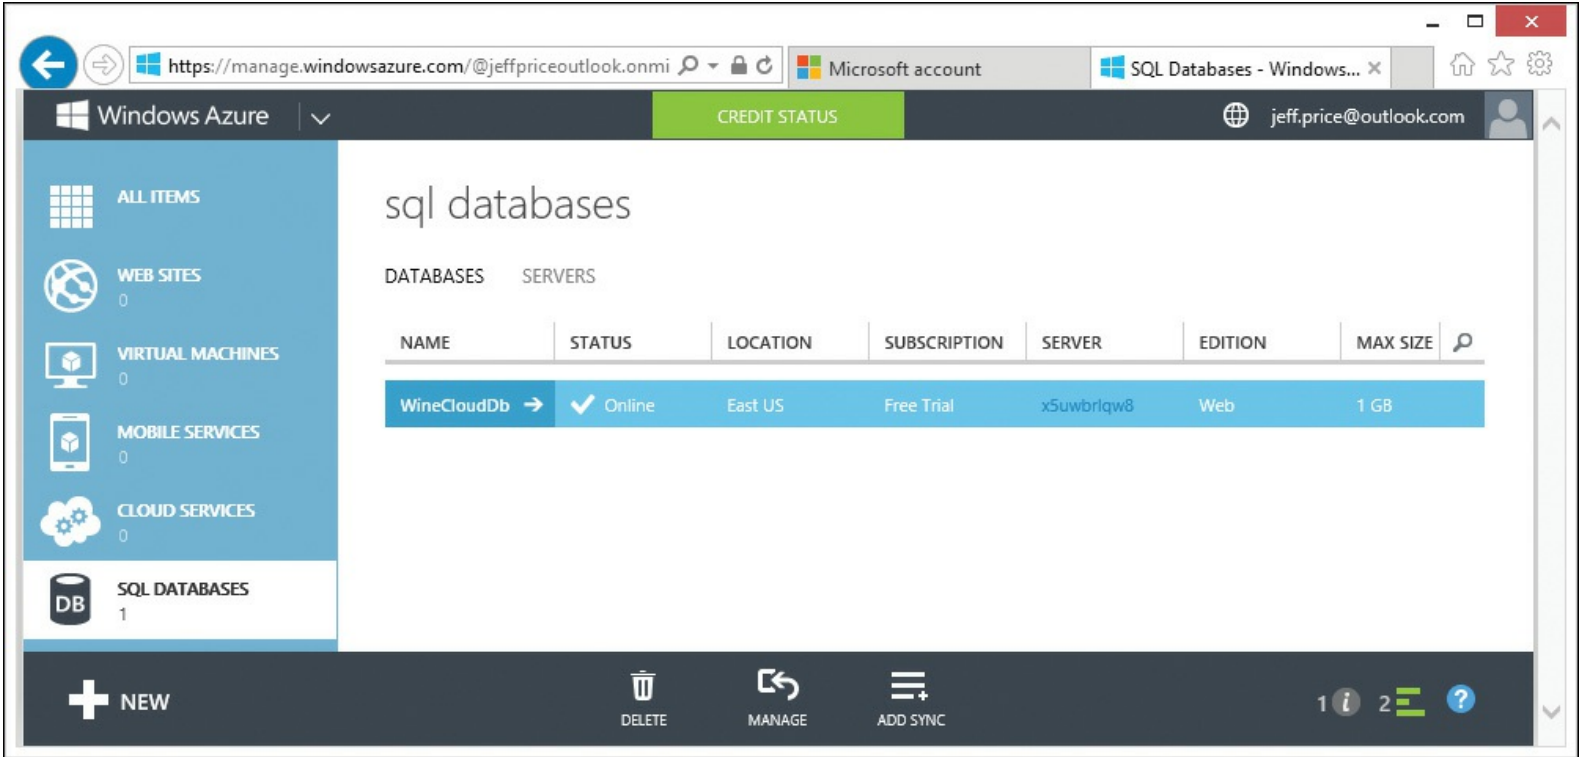 https://manage.windowsazure.com/@jeffpriceoutlook.onmi
Microsoft account
SQL Databases - Windows...
Windows Azure
CREDIT STATUS
jeff.price@outlook.com
ALL ITEMS
WEB SITES
0
VIRTUAL MACHINES
0
MOBILE SERVICES
0
CLOUD SERVICES
0
DB
SQL DATABASES
1
sql databases
DATABASES SERVERS
NAME STATUS LOCATION SUBSCRIPTION SERVER EDITION MAX SIZE
WineCloudDb Online East US Free Trial x5uwbrlqw8 Web 1 GB
NEW
DELETE
MANAGE
ADD SYNC
1 i 2 ?